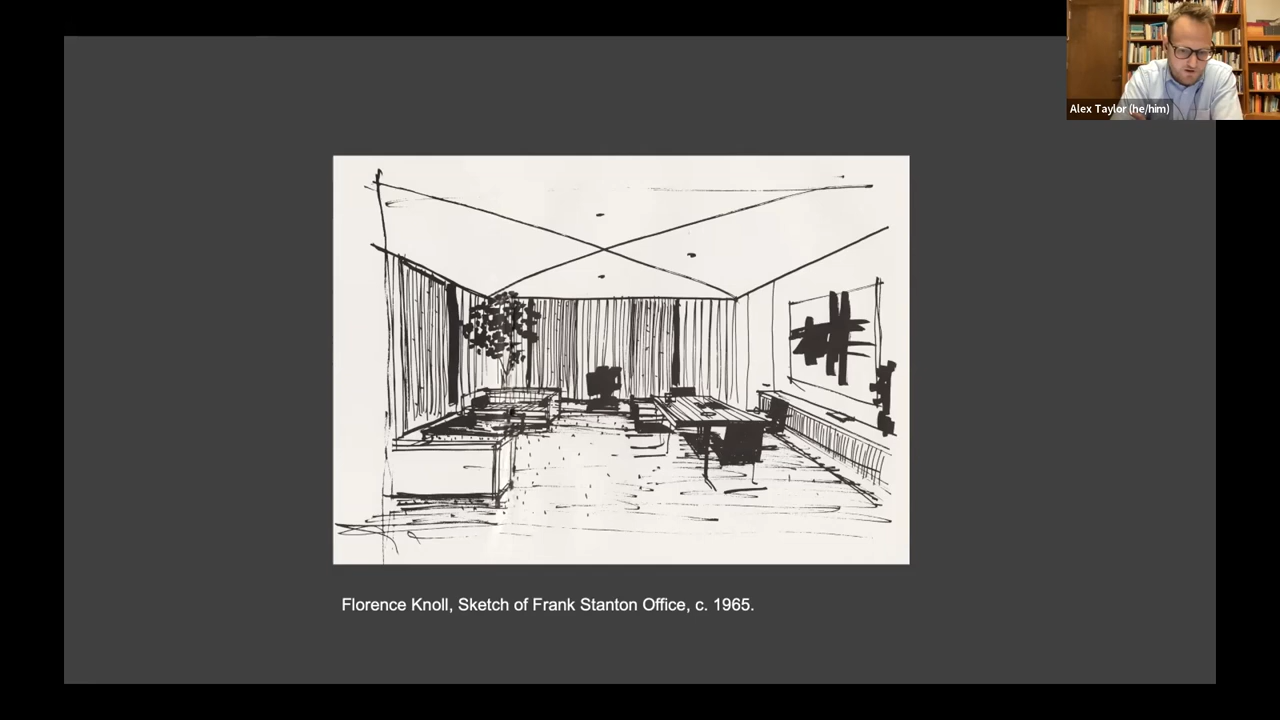 Alex Taylor (he/him)
Florence Knoll, Sketch of Frank Stanton Office, c. 1965.